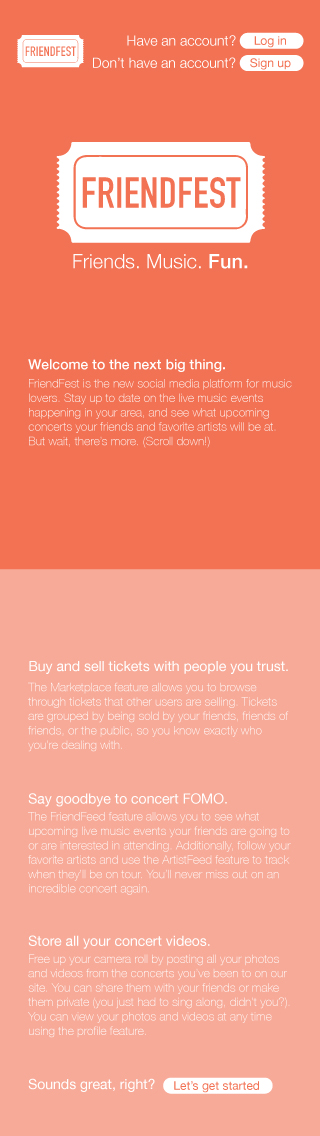 FRIENDFEST
Have an account? Log in
Don't have an account? Sign up
FRIENDFEST
Friends. Music. Fun.
Welcome to the next big thing.
FriendFest is the new social media platform for music
lovers. Stay up to date on the live music events
happening in your area, and see what upcoming
concerts your friends and favorite artists will be at.
But wait, there's more. (Scroll down!)
Buy and sell tickets with people you trust.
The Marketplace feature allows you to browse
through tickets that other users are selling. Tickets
are grouped by being sold by your friends, friends of
friends, or the public, so you know exactly who
you're dealing with.
Say goodbye to concert FOMO.
The FriendFeed feature allows you to see what
upcoming live music events your friends are going to
or are interested in attending. Additionally, follow your
favorite artists and use the ArtistFeed feature to track
when they'll be on tour. You'll never miss out on an
incredible concert again.
Store all your concert videos.
Free up your camera roll by posting all your photos
and videos from the concerts you've been to on our
site. You can share them with your friends or make
them private (you just had to sing along, didn't you?).
You can view your photos and videos at any time
using the profile feature.
Sounds great, right? Let's get started